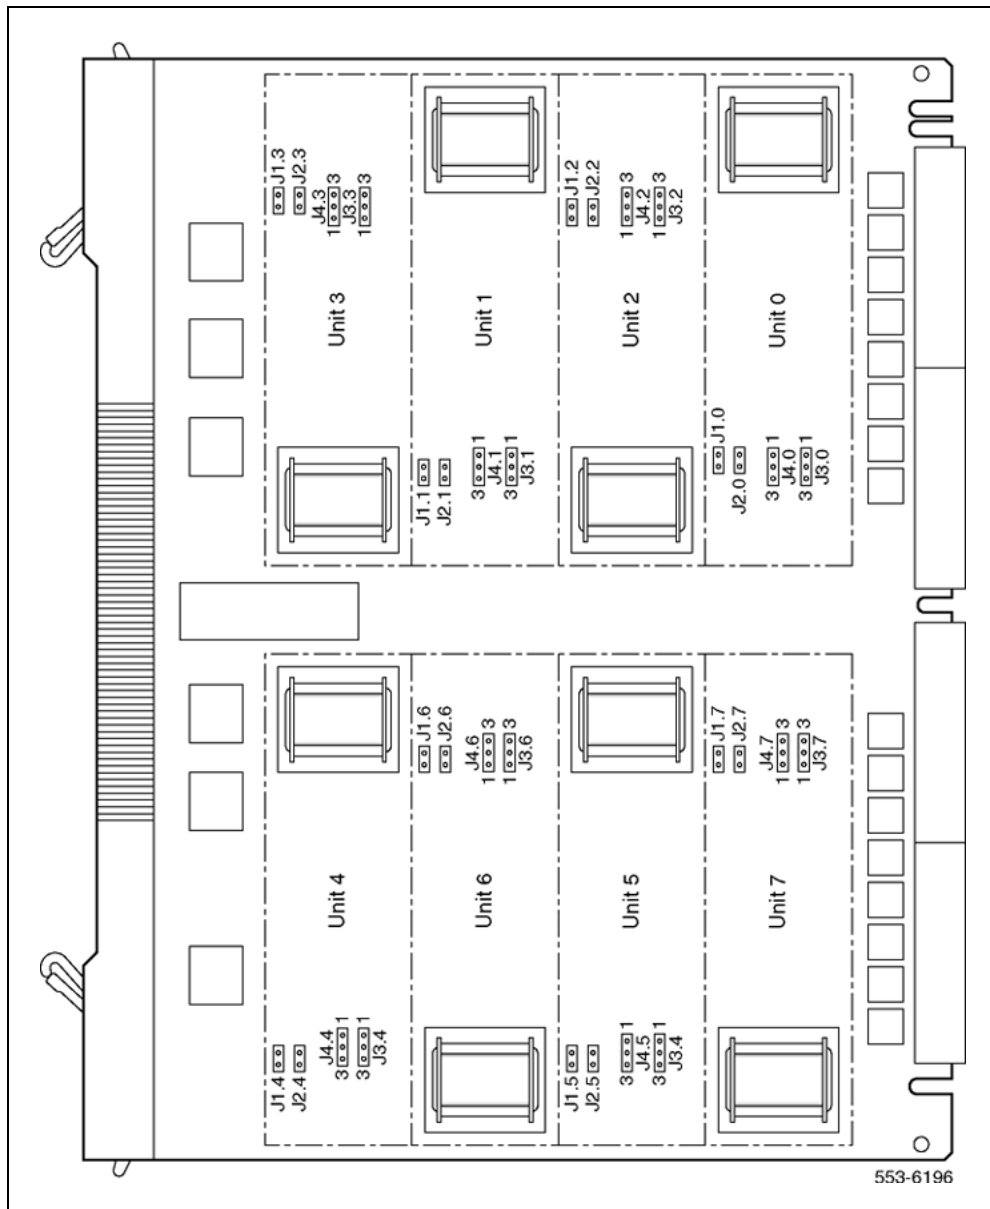 J1.3
J2.3
J4.3
1 3
J3.3
1 3
Unit 3
J1.1
J2.1
3 1
J4.1
3 1
J3.1
Unit 1
J1.2
J2.2
1 3
J4.2
1 3
J3.2
Unit 2
J1.0
J2.0
3 1
J4.0
3 1
J3.0
Unit 0
J1.4
J2.4
J4.4
3 1
3 1
J3.4
Unit 4
J1.6
J2.6
J4.6
1 3
1 3
J3.6
Unit 6
J1.5
J2.5
3 1
J4.5
3 1
J3.4
Unit 5
J1.7
J2.7
J4.7
1 3
1 3
J3.7
Unit 7
553-6196